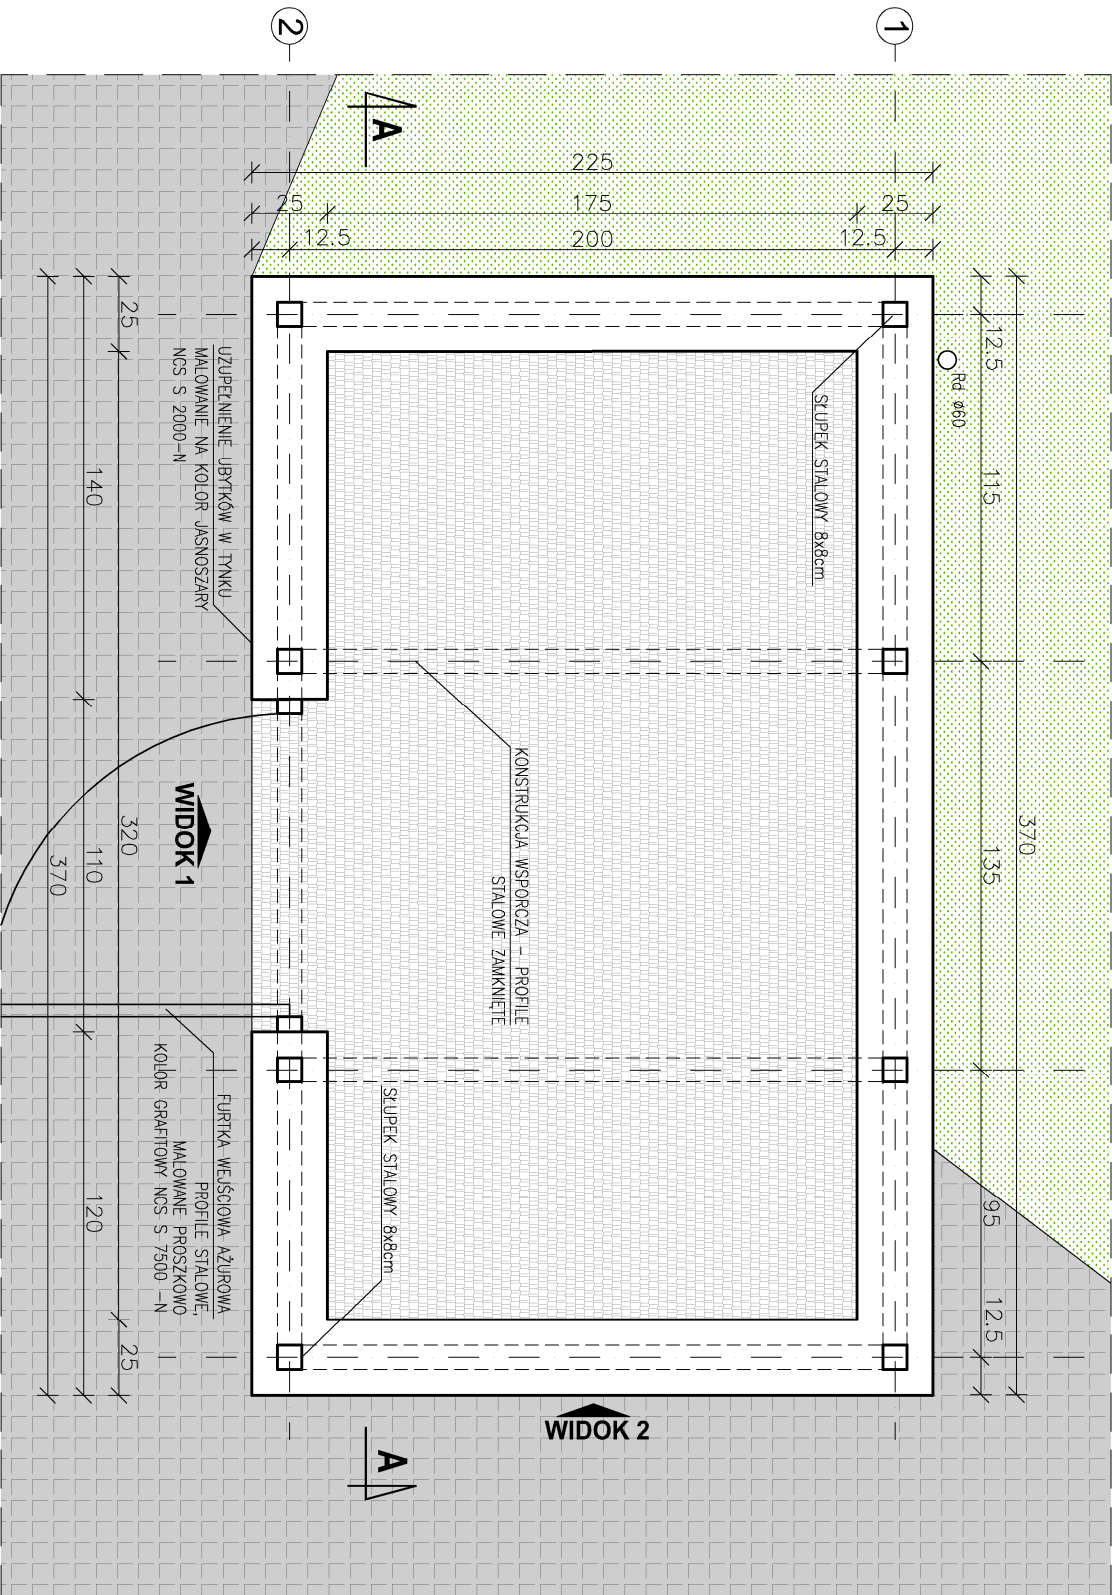 2
1
A
225
25
175
25
12.5
200
12.5
370
12.5
115
135
95
12.5
Rd ø60
SŁUPEK STALOWY 8x8cm
KONSTRUKCJA WSPORCZA – PROFILE
STALOWE ZAMKNIĘTE
UZUPEŁNIENIE UBYTKÓW W TYNKU
MALOWANIE NA KOLOR JASNOSZARY
NCS S 2000–N
25
320
25
140
110
120
370
WIDOK 1
SŁUPEK STALOWY 8x8cm
FURTKA WEJŚCIOWA AŻUROWA
PROFILE STALOWE,
MALOWANE PROSZKOWO
KOLOR GRAFITOWY NCS S 7500 –N
WIDOK 2
A